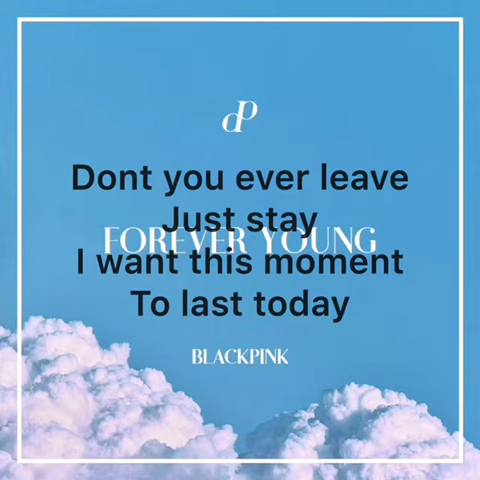 dP
Dont you ever leave
Just stay
FOREVER YOUNG
I want this moment
To last today
BLACKPINK